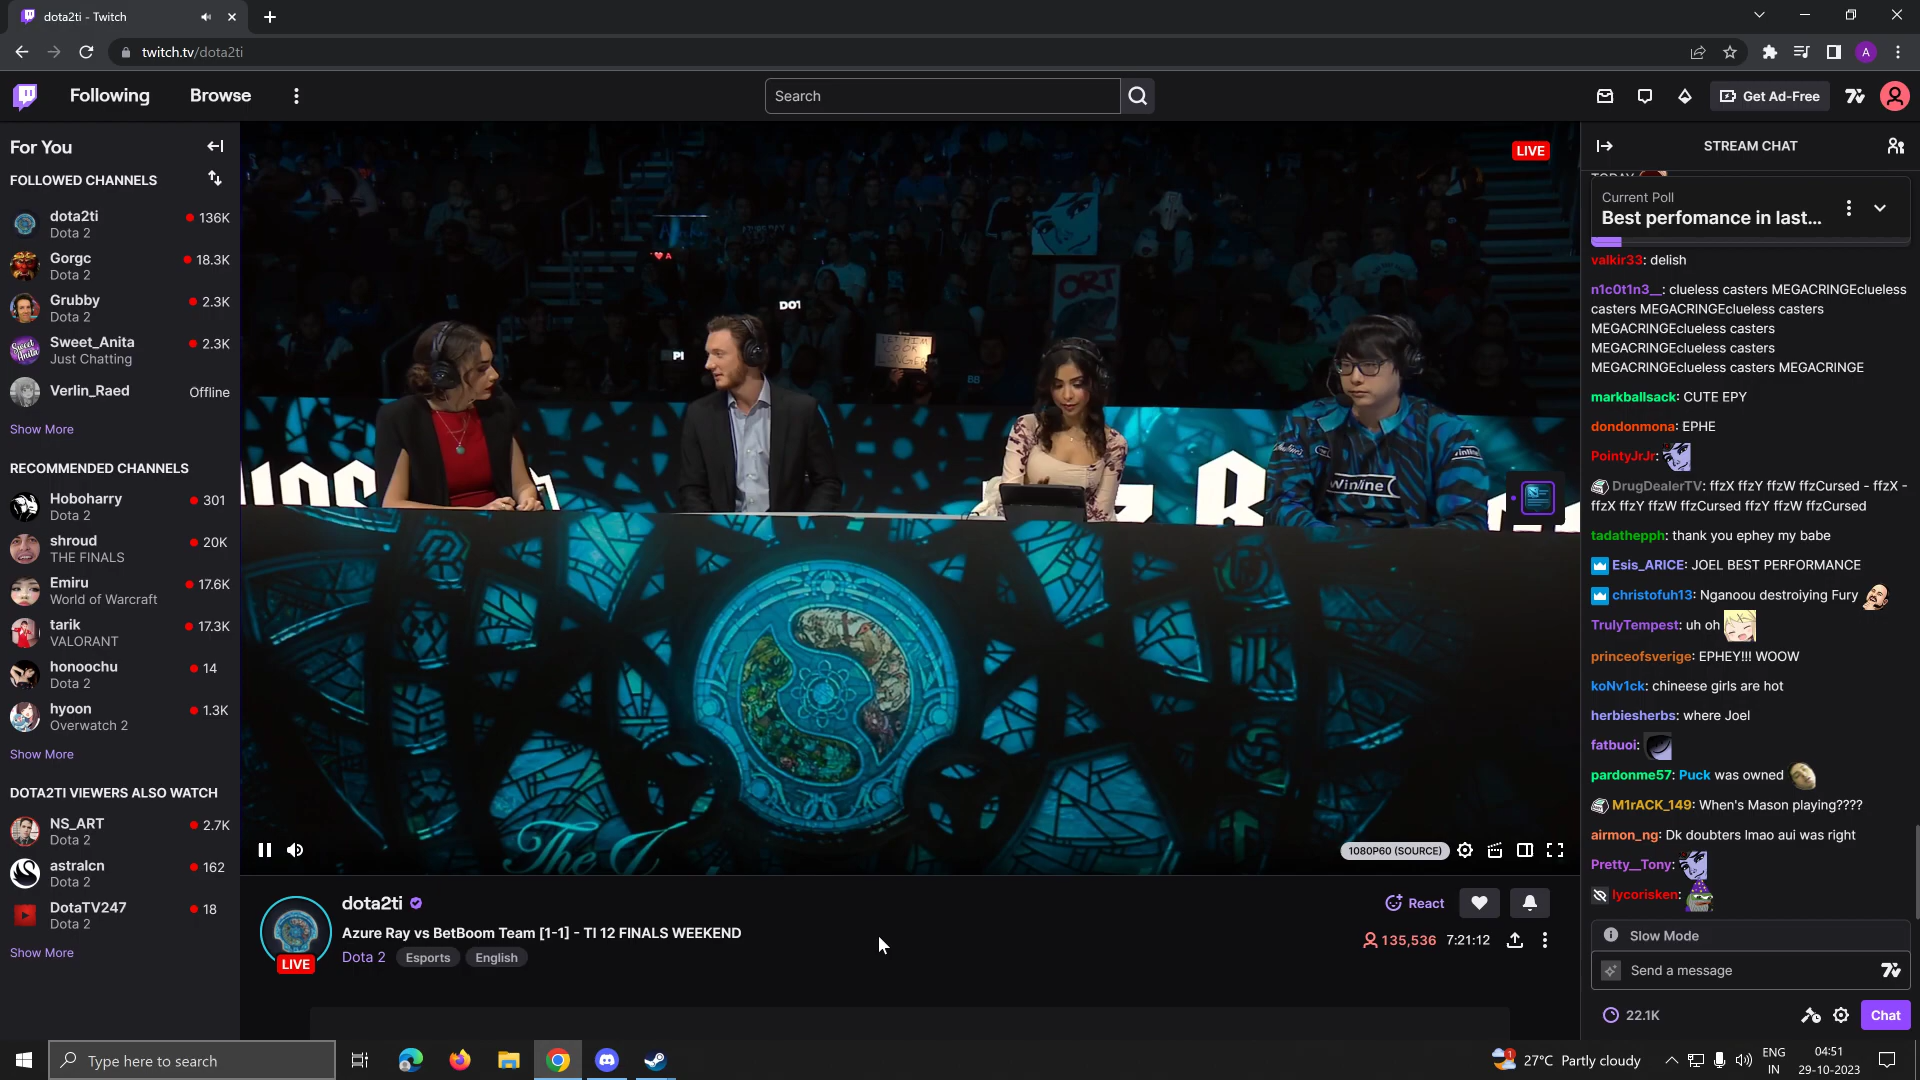 dota2ti - Twitch
twitch.tv/dota2ti
A
Following
Browse
Search
Get Ad-Free
For You
FOLLOWED CHANNELS
dota2ti
136K
Dota 2
Gorgc
18.3K
Dota 2
Grubby
2.3K
Dota 2
Sweet_Anita
2.3K
Just Chatting
Verlin_Raed
Offline
Show More
RECOMMENDED CHANNELS
Hoboharry
301
Dota 2
shroud
20K
THE FINALS
Emiru
17.6K
World of Warcraft
tarik
17.3K
VALORANT
honoochu
14
Dota 2
hyoon
1.3K
Overwatch 2
Show More
DOTA2TI VIEWERS ALSO WATCH
NS_ART
2.7K
Dota 2
astralcn
162
Dota 2
DotaTV247
18
Dota 2
Show More
LIVE
ORT
LET HIM
BB
Winline
The
1080P60 (SOURCE)
LIVE
dota2ti
Azure Ray vs BetBoom Team [1-1] - TI 12 FINALS WEEKEND
Dota 2
Esports
English
React
135,536
7:21:12
STREAM CHAT
Current Poll
Best perfomance in last...
valkir33: delish
n1c0t1n3__: clueless casters MEGACRINGEclueless
casters MEGACRINGEclueless casters
MEGACRINGEclueless casters
MEGACRINGEclueless casters
MEGACRINGEclueless casters MEGACRINGE
markballsack: CUTE EPY
dondonmona: EPHE
PointyJrJr:
DrugDealerTV: ffzX ffzY ffzW ffzCursed - ffzX -
ffzX ffzY ffzW ffzCursed ffzY ffzW ffzCursed
tadathepph: thank you ephey my babe
Esis_ARICE: JOEL BEST PERFORMANCE
christofuh13: Nganoou destroiying Fury
TrulyTempest: uh oh
princeofsverige: EPHEY!!! WOOW
koNv1ck: chineese girls are hot
herbiesherbs: where Joel
fatbuoi:
pardonme57: Puck was owned
M1rACK_149: When's Mason playing????
airmon_ng: Dk doubters lmao aui was right
Pretty__Tony:
lycorisken:
Slow Mode
Send a message
22.1K
Chat
Type here to search
1
27°C Partly cloudy
ENG
IN
04:51
29-10-2023